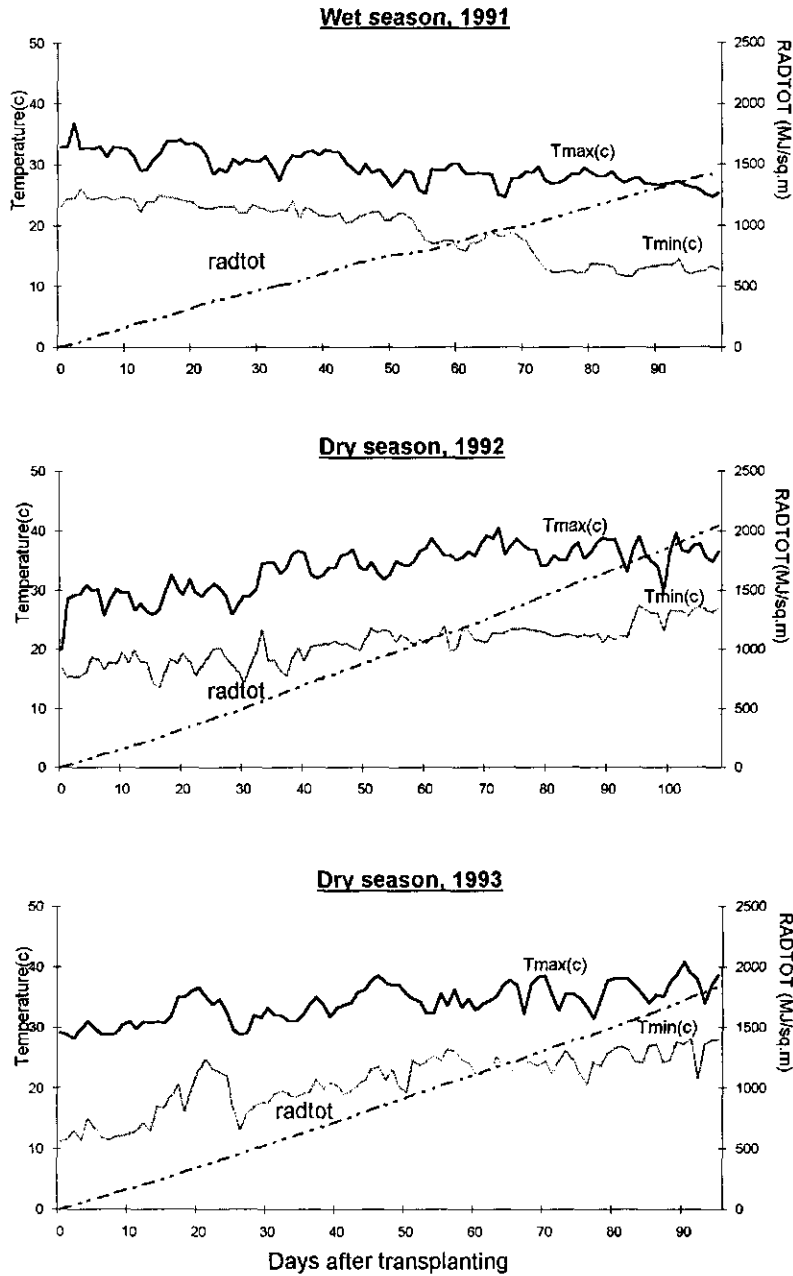 Wet season, 1991
50
40
30
20
10
0
Temperature(c)
2500
2000
1500
1000
500
0
RADTOT (MJ/sq.m)
Tmax(c)
Tmin(c)
radtot
0 10 20 30 40 50 60 70 80 90
Dry season, 1992
50
40
30
20
10
0
Temperature(c)
2500
2000
1500
1000
500
0
RADTOT(MJ/sq.m)
Tmax(c)
Tmin(c)
radtot
0 10 20 30 40 50 60 70 80 90 100
Dry season, 1993
50
40
30
20
10
0
Temperature(c)
2500
2000
1500
1000
500
0
RADTOT (MJ/sq.m)
Tmax(c)
Tmin(c)
radtot
0 10 20 30 40 50 60 70 80 90
Days after transplanting